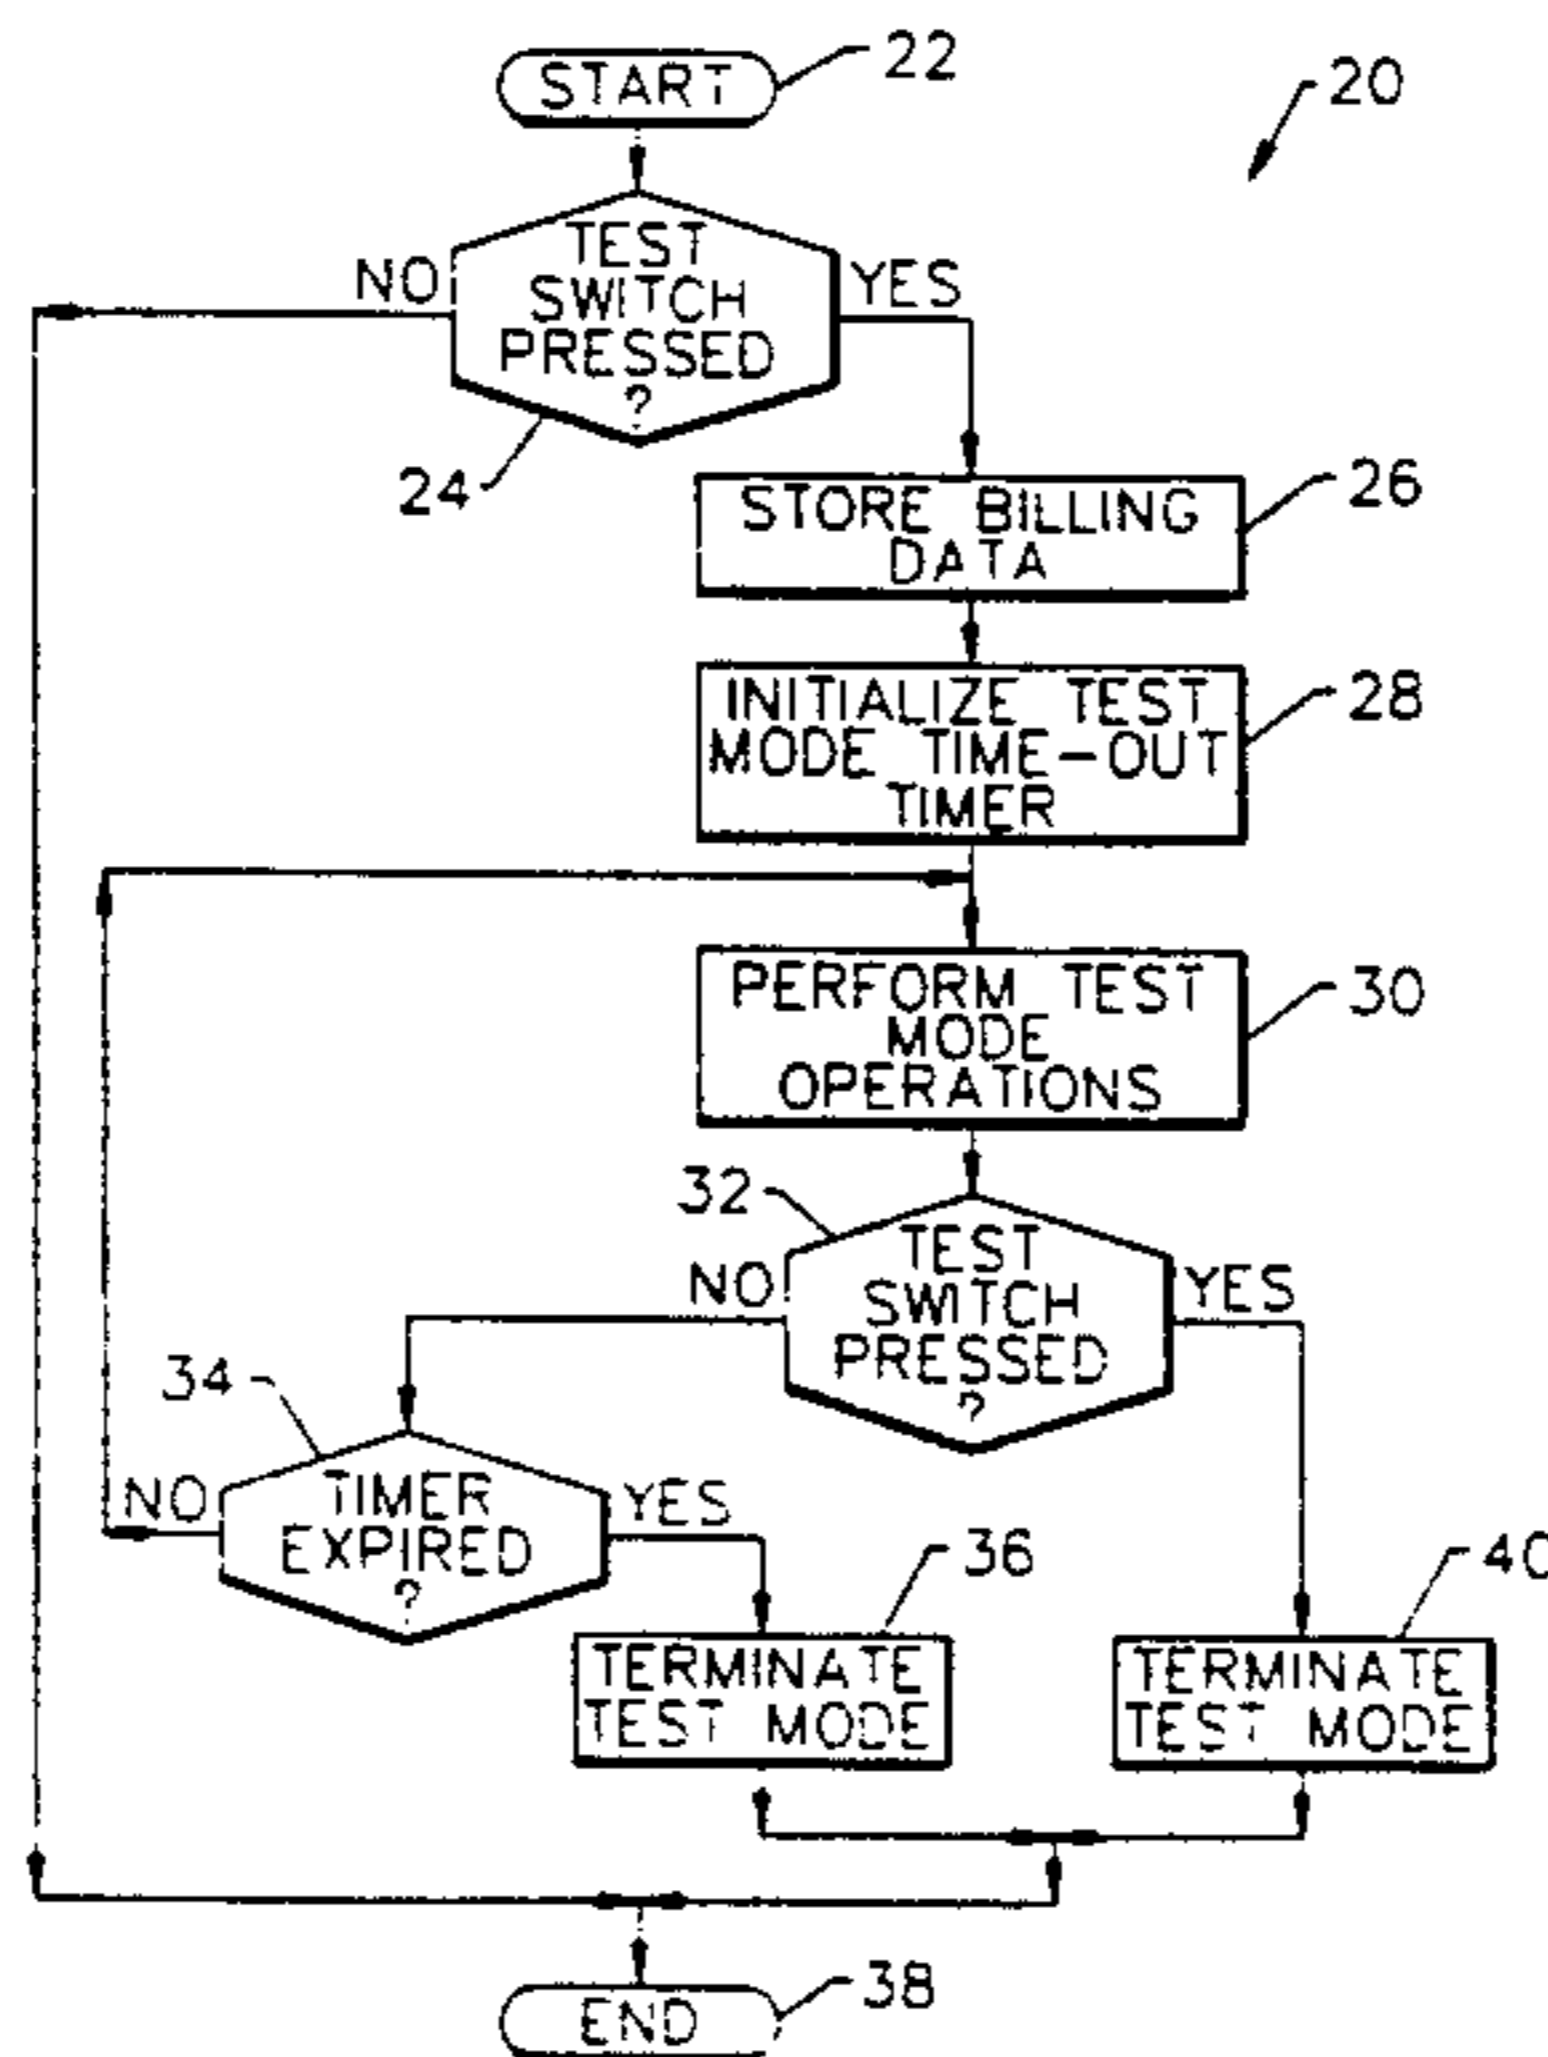 START
22
20
TEST
SWITCH
PRESSED
?
NO
YES
24
STORE BILLING
DATA
26
INITIALIZE TEST
MODE TIME-OUT
TIMER
28
PERFORM TEST
MODE
OPERATIONS
30
32
TEST
SWITCH
PRESSED
?
NO
YES
34
TIMER
EXPIRED
?
NO
YES
36
TERMINATE
TEST MODE
40
TERMINATE
TEST MODE
END
38